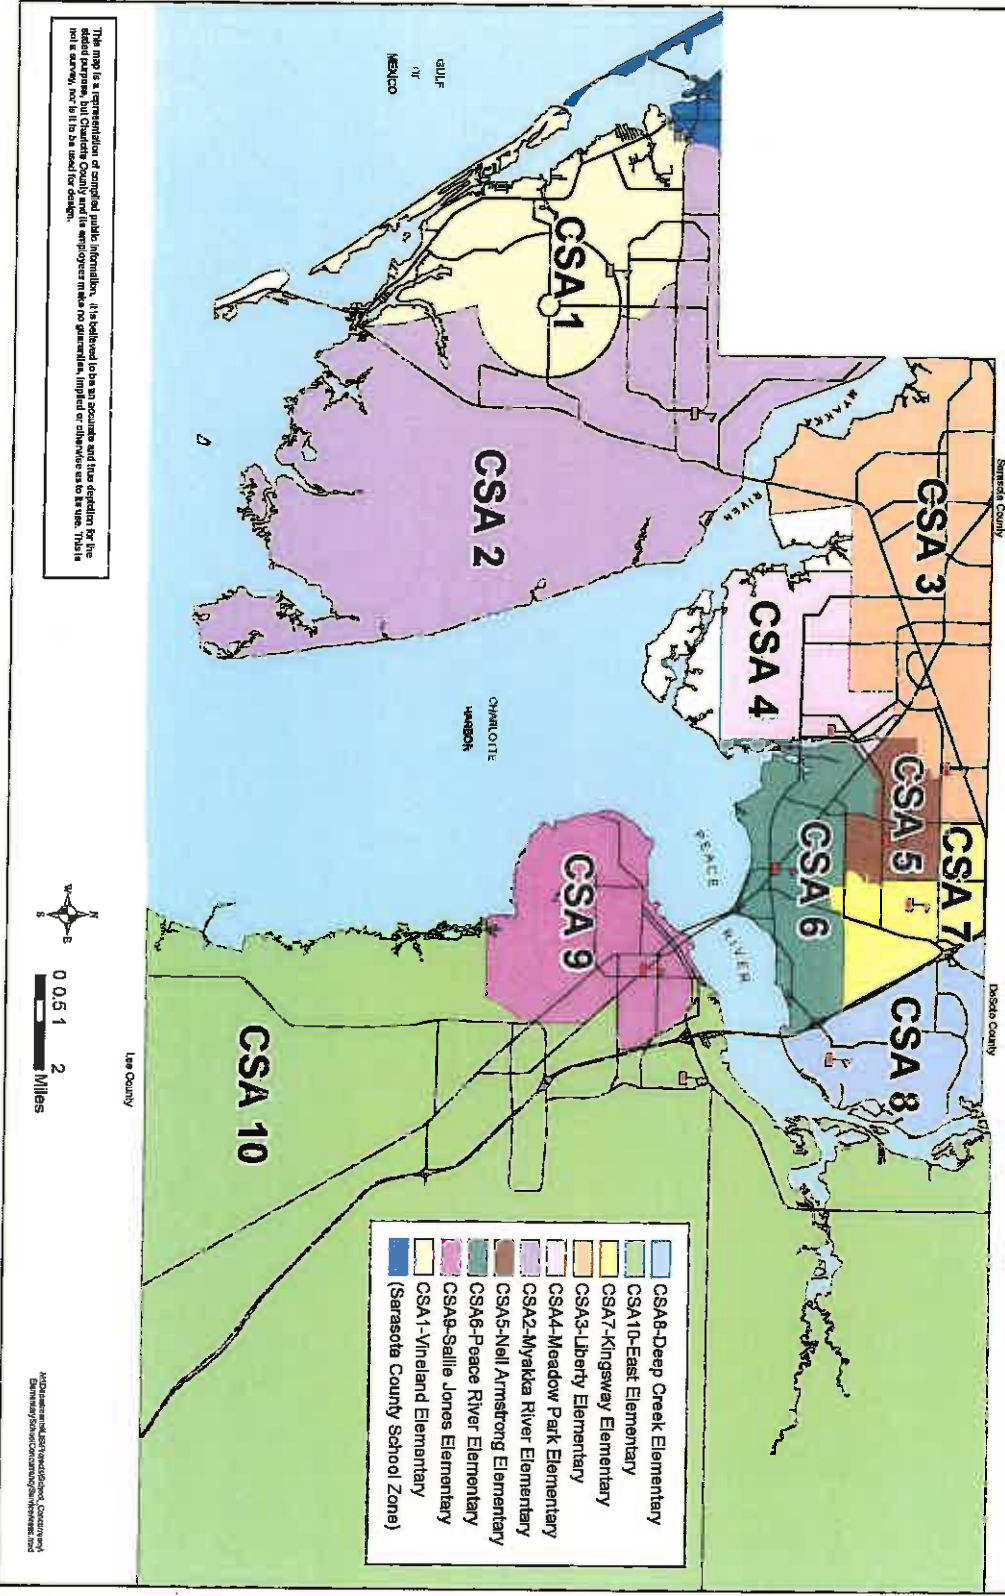 Sarasota County
DeSoto County
GULF
OF
MEXICO
MYAKKA
RIVER
CSA 1
CSA 2
CSA 3
CSA 4
CSA 5
CSA 6
CSA 7
CSA 8
CSA 9
CSA 10
PEACE
RIVER
CHARLOTTE
HARBOR
Lee County
CSA8-Deep Creek Elementary
CSA10-East Elementary
CSA7-Kingsway Elementary
CSA3-Liberty Elementary
CSA4-Meadow Park Elementary
CSA2-Myakka River Elementary
CSA5-Neil Armstrong Elementary
CSA6-Peace River Elementary
CSA9-Sallie Jones Elementary
CSA1-Vineland Elementary
(Sarasota County School Zone)
This map is a representation of compiled public information. It is believed to be an accurate and true depiction for the
stated purpose, but Charlotte County and its employees make no guaranties, implied or otherwise as to its use. This is
not a survey, nor is it to be used for design.
N
W E
S
0 0.5 1 2
Miles